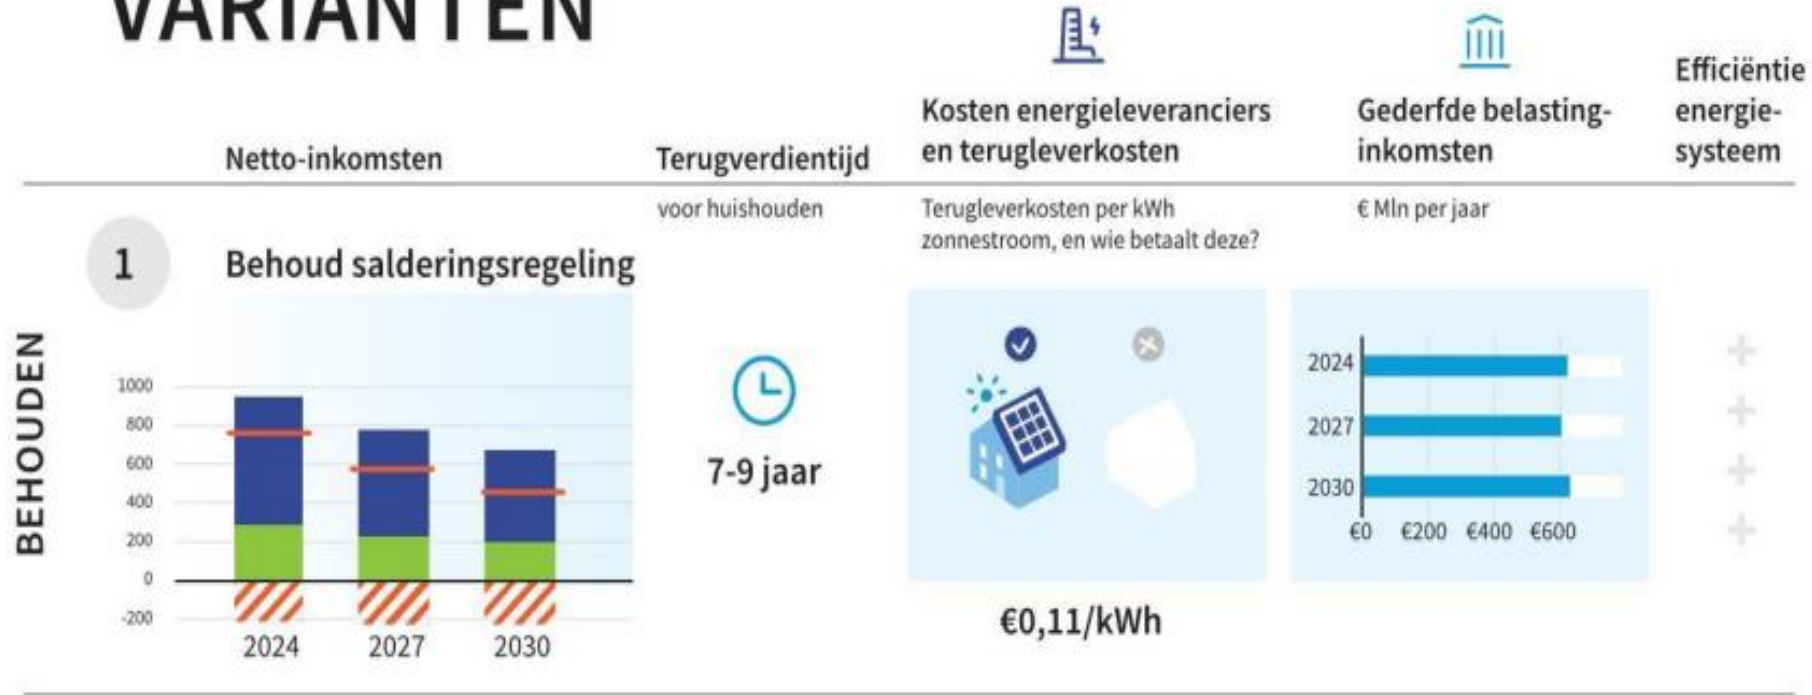 VARIANTEN
Netto-inkomsten
Terugverdientijd
Kosten energieleveranciers
en terugleverkosten
Gederfde belasting-
inkomsten
Efficiëntie
energie-
systeem
voor huishouden
Terugleverkosten per kWh
zonnestroom, en wie betaalt deze?
€ Mln per jaar
BEHOUDEN
1
Behoud salderingsregeling
1000
800
600
400
200
0
-200
2024
2027
2030
7-9 jaar
€0,11/kWh
2024
2027
2030
€0 €200 €400 €600
+
+
+
+